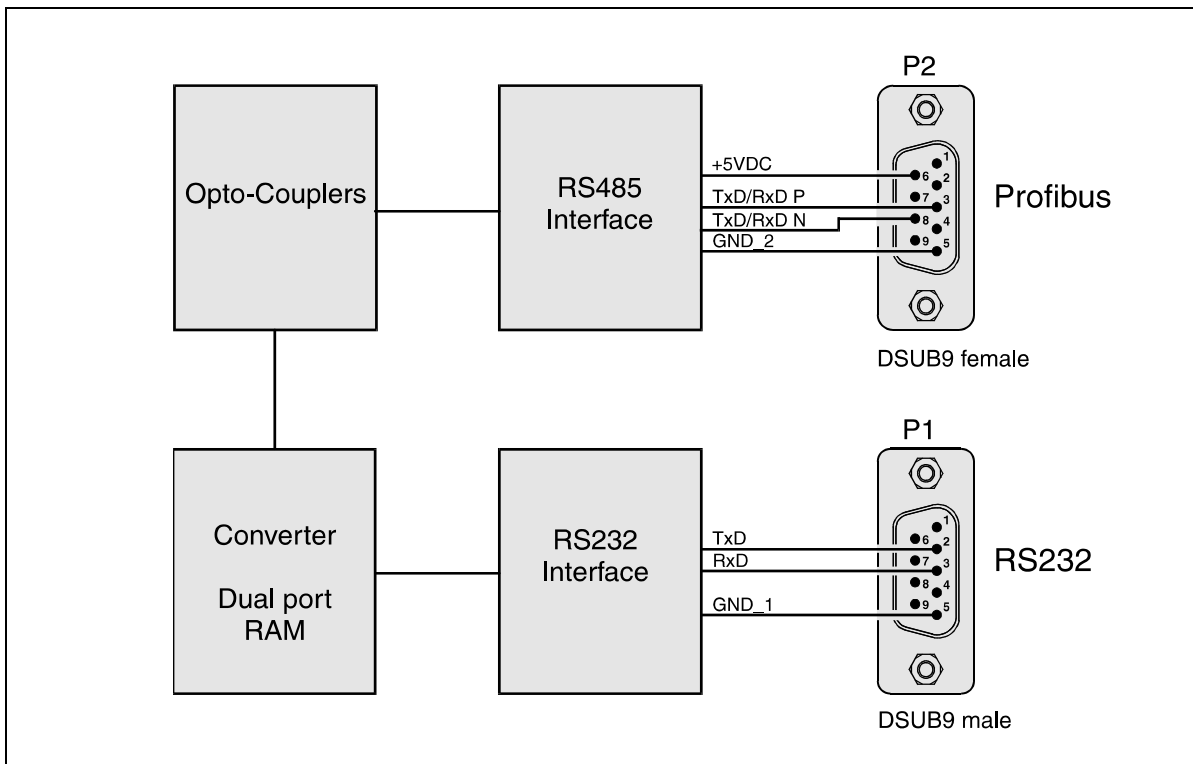 P2
Opto-Couplers
RS485
Interface
+5VDC
TxD/RxD P
TxD/RxD N
GND_2
1
6
2
7
3
8
4
9
5
Profibus
DSUB9 female
P1
Converter
Dual port
RAM
RS232
Interface
TxD
RxD
GND_1
1
6
2
7
3
8
4
9
5
RS232
DSUB9 male